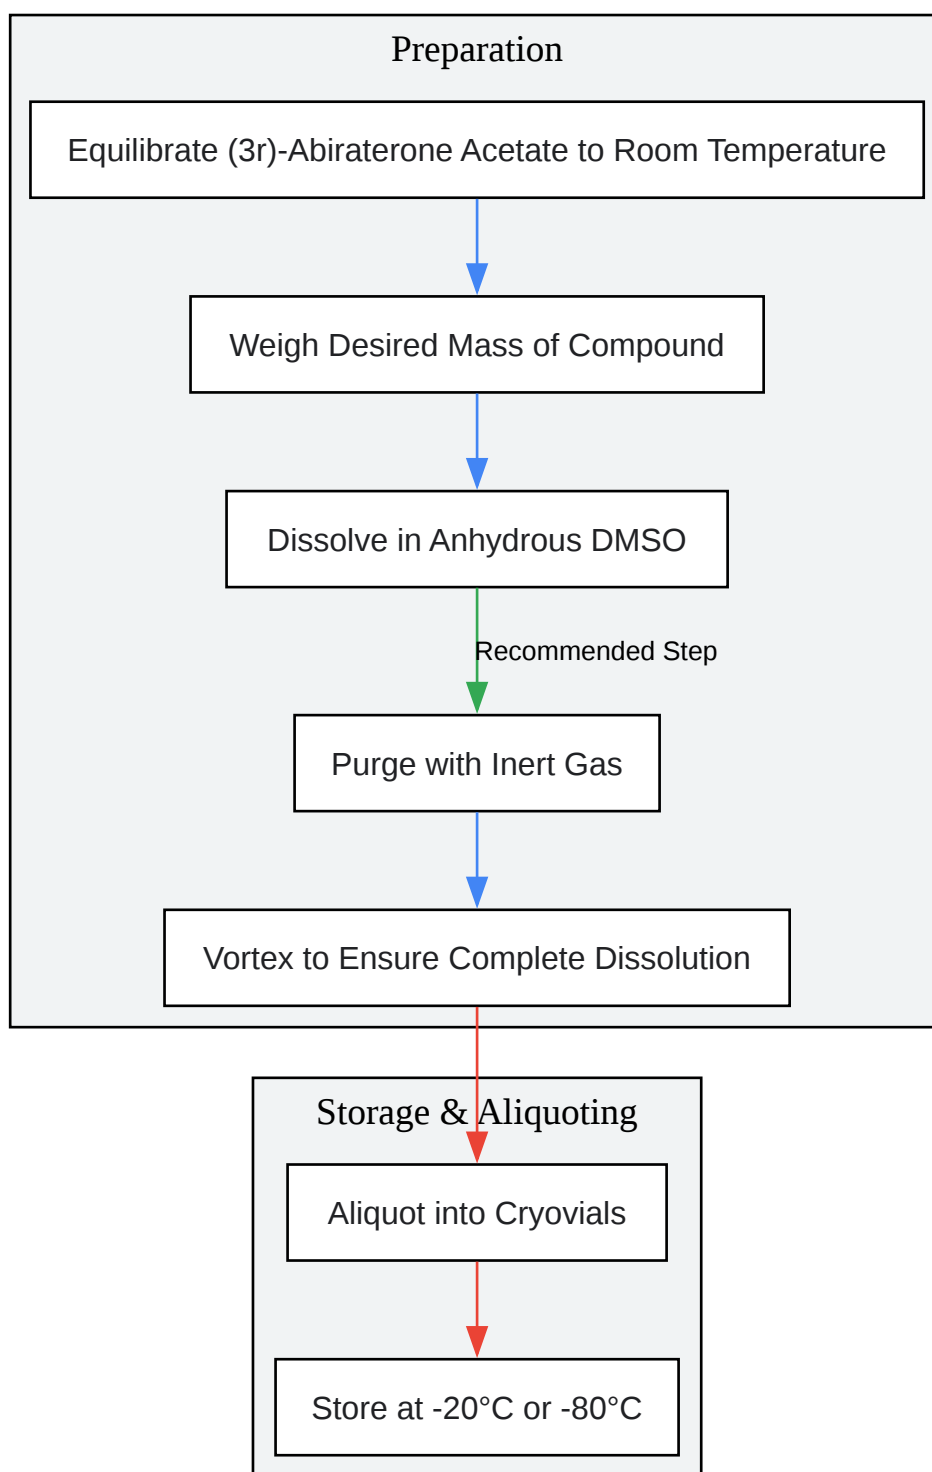 Preparation
Equilibrate (3r)-Abiraterone Acetate to Room Temperature
Weigh Desired Mass of Compound
Dissolve in Anhydrous DMSO
Recommended Step
Purge with Inert Gas
Vortex to Ensure Complete Dissolution
Storage & Aliquoting
Aliquot into Cryovials
Store at -20°C or -80°C